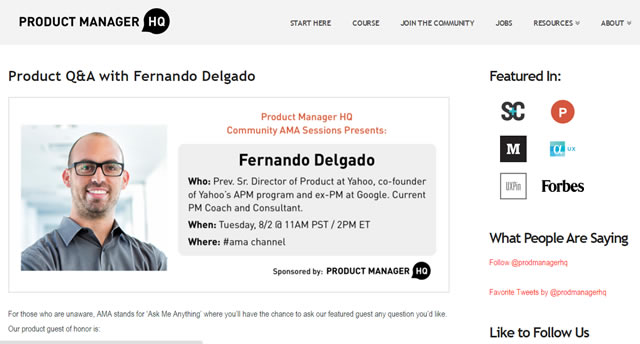 PRODUCT MANAGER HQ
START HERE COURSE JOIN THE COMMUNITY JOBS RESOURCES ABOUT
Product Q&A with Fernando Delgado
Product Manager HQ
Community AMA Sessions Presents:
Fernando Delgado
Who: Prev. Sr. Director of Product at Yahoo, co-founder
of Yahoo's APM program and ex-PM at Google. Current
PM Coach and Consultant.
When: Tuesday, 8/2 @ 11AM PST / 2PM ET
Where: #ama channel
Sponsored by: PRODUCT MANAGER HQ
For those who are unaware, AMA stands for 'Ask Me Anything' where you'll have the chance to ask our featured guest any question you'd like.
Our product guest of honor is:
Featured In:
S&C P
M α UX
UXPin Forbes
What People Are Saying
Follow @prodmanagerhq
Favorite Tweets by @prodmanagerhq
Like to Follow Us